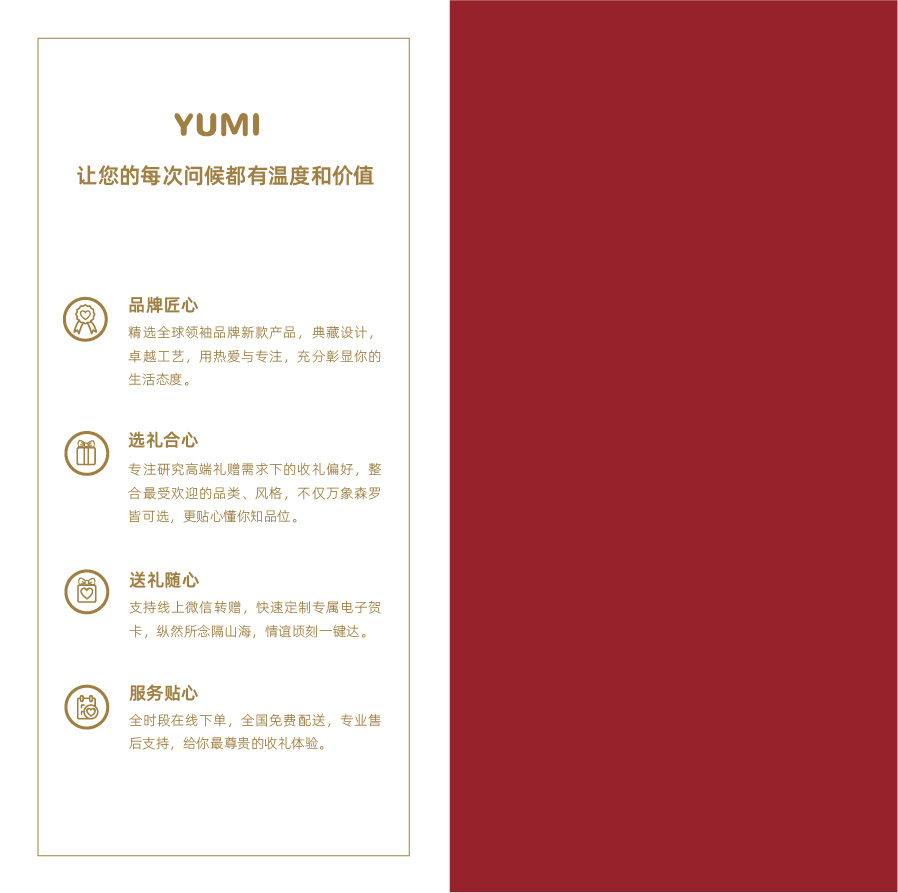 YUMI
让您的每次问候都有温度和价值
品牌匠心
精选全球领袖品牌新款产品，典藏设计，
卓越工艺，用热爱与专注，充分彰显你的
生活态度。
选礼合心
专注研究高端礼赠需求下的收礼偏好，整
合最受欢迎的品类、风格，不仅万象森罗
皆可选，更贴心懂你知品位。
送礼随心
支持线上微信转赠，快速定制专属电子贺
卡，纵然所念隔山海，情谊顷刻一键达。
服务贴心
全时段在线下单，全国免费配送，专业售
后支持，给你最尊贵的收礼体验。